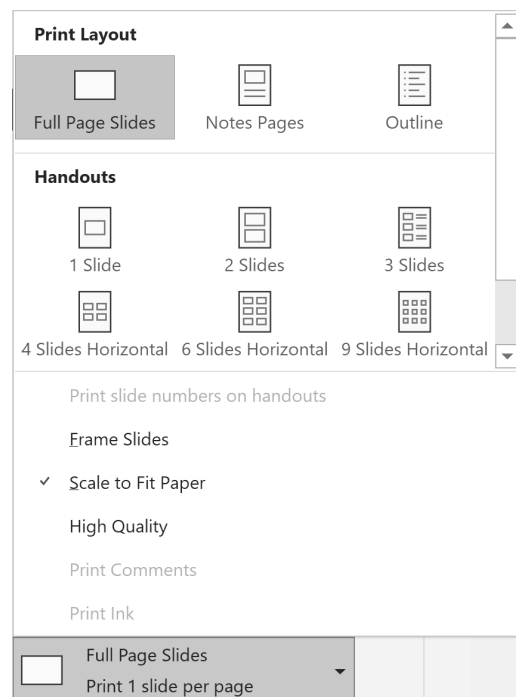 Print Layout
Full Page Slides
Notes Pages
Outline
Handouts
1 Slide
2 Slides
3 Slides
4 Slides Horizontal
6 Slides Horizontal
9 Slides Horizontal
Print slide numbers on handouts
Frame Slides
Scale to Fit Paper
High Quality
Print Comments
Print Ink
Full Page Slides
Print 1 slide per page